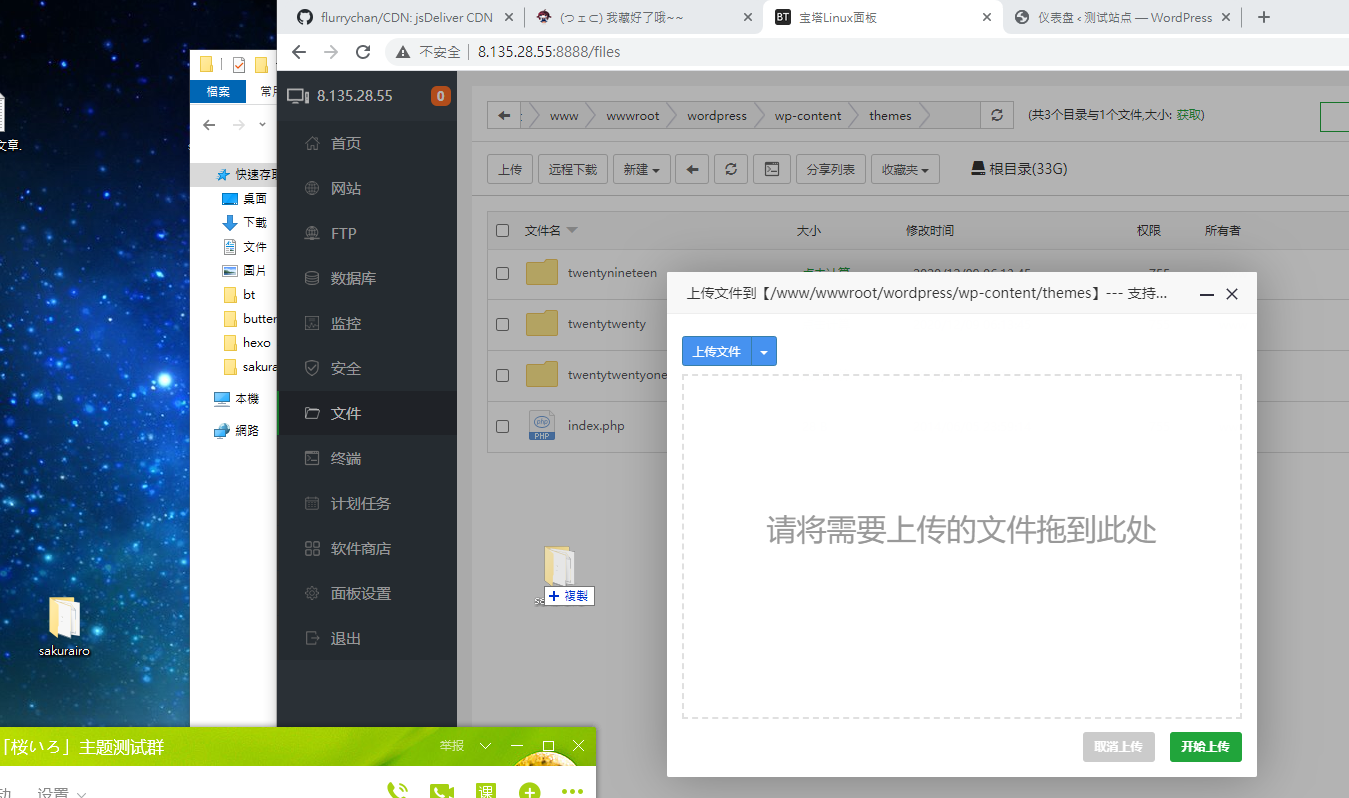 flurrychan/CDN: jsDeliver CDN
(つェ⊂) 我藏好了哦~~
BT 宝塔Linux面板
仪表盘 ‹ 测试站点 — WordPress
不安全 8.135.28.55:8888/files
檔案
常用
文章.
快速存取
桌面
下載
文件
圖片
bt
butter
hexo
sakura
本機
網路
sakurairo
8.135.28.55
0
首页
网站
FTP
数据库
监控
安全
文件
终端
计划任务
软件商店
面板设置
退出
www wwwroot wordpress wp-content themes
(共3个目录与1个文件,大小: 获取)
上传 远程下载 新建 分享列表 收藏夹 根目录(33G)
文件名 大小 修改时间 权限 所有者
twentynineteen
twentytwenty
twentytwentyone
index.php
php
PHP
复製
上传文件到【/www/wwwroot/wordpress/wp-content/themes】--- 支持...
上传文件
请将需要上传的文件拖到此处
取消上传 开始上传
「桜いろ」主题测试群
举报
动 设置
课